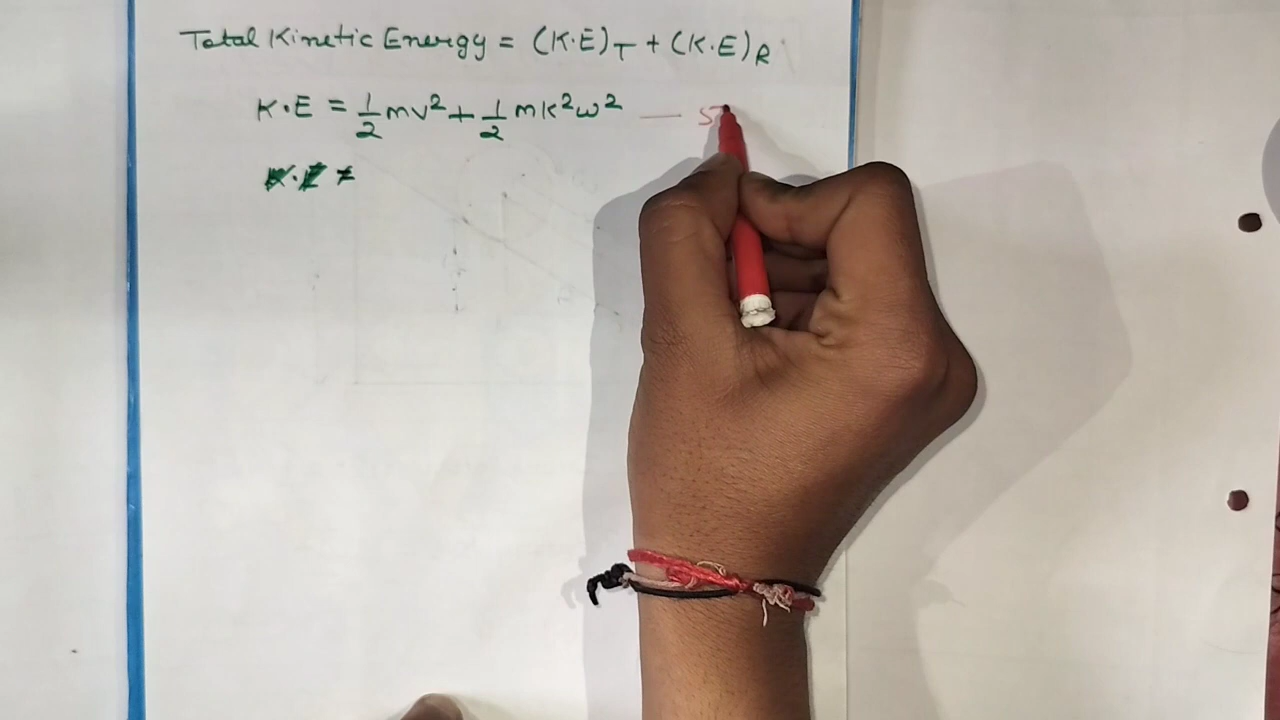 Total Kinetic Energy = (K.E)T + (K.E)R
K.E = 1/2 mv² + 1/2 mk²ω² —